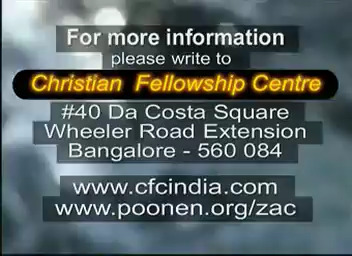 For more information
please write to
Christian Fellowship Centre
#40 Da Costa Square
Wheeler Road Extension
Bangalore - 560 084
www.cfcindia.com
www.poonen.org/zac